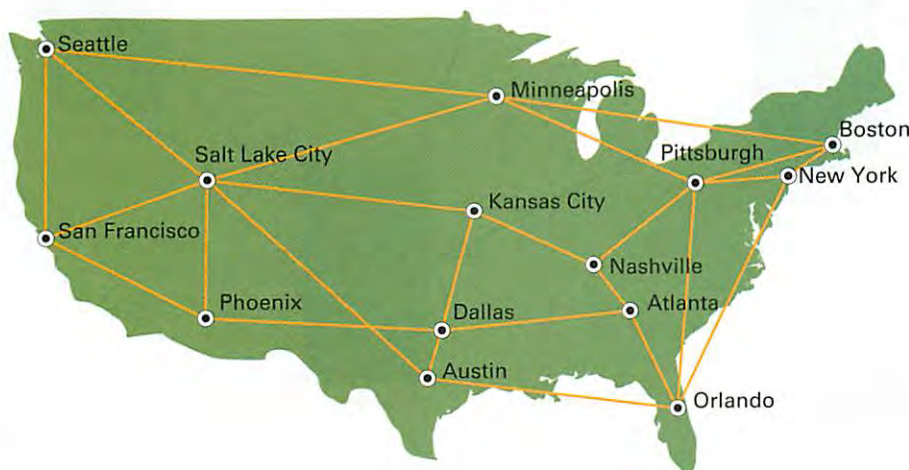 Seattle
Minneapolis
Boston
Pittsburgh
Salt Lake City
New York
Kansas City
San Francisco
Nashville
Phoenix
Atlanta
Dallas
Austin
Orlando